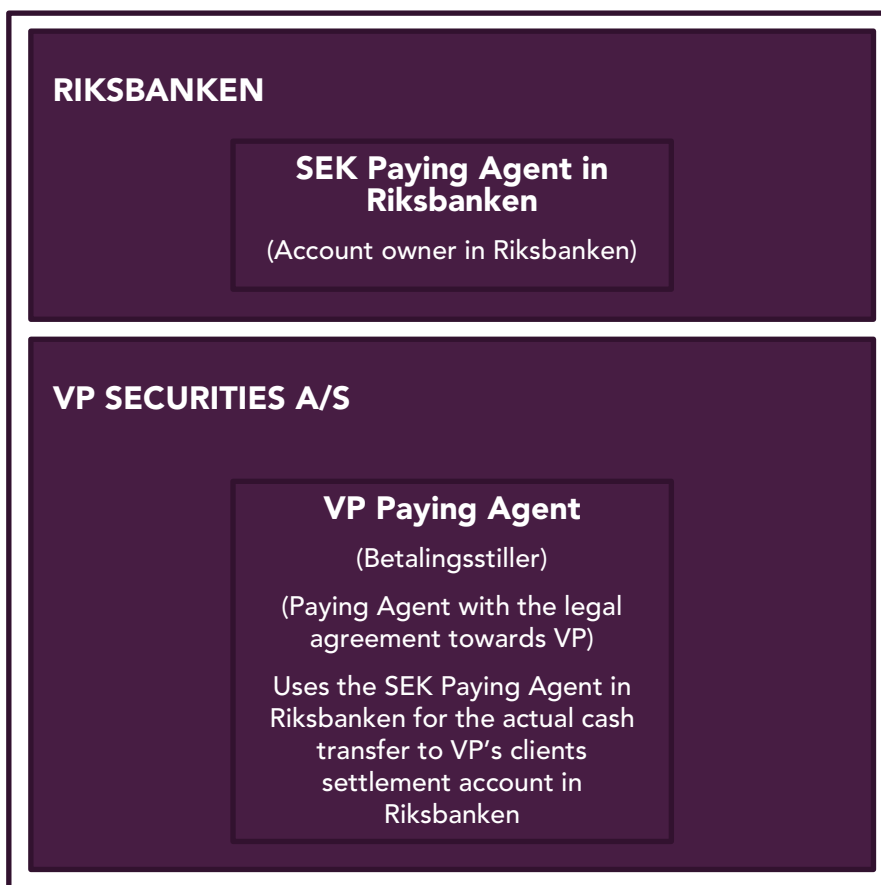 RIKSBANKEN
SEK Paying Agent in
Riksbanken
(Account owner in Riksbanken)
VP SECURITIES A/S
VP Paying Agent
(Betalingsstiller)
(Paying Agent with the legal
agreement towards VP)
Uses the SEK Paying Agent in
Riksbanken for the actual cash
transfer to VP’s clients
settlement account in
Riksbanken